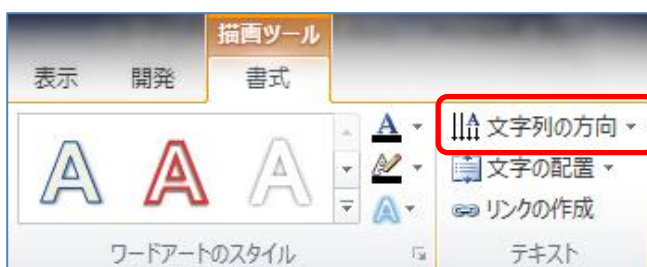 描画ツール
表示 開発 書式
文字列の方向
文字の配置
リンクの作成
ワードアートのスタイル テキスト